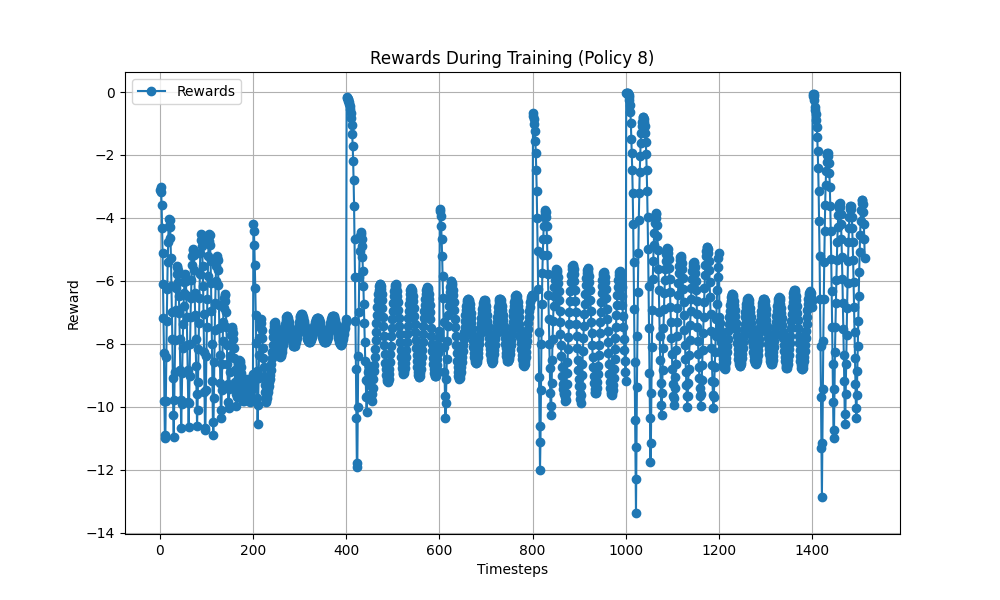 Rewards During Training (Policy 8)
Rewards
Reward
0
−2
−4
−6
−8
−10
−12
−14
0 200 400 600 800 1000 1200 1400
Timesteps